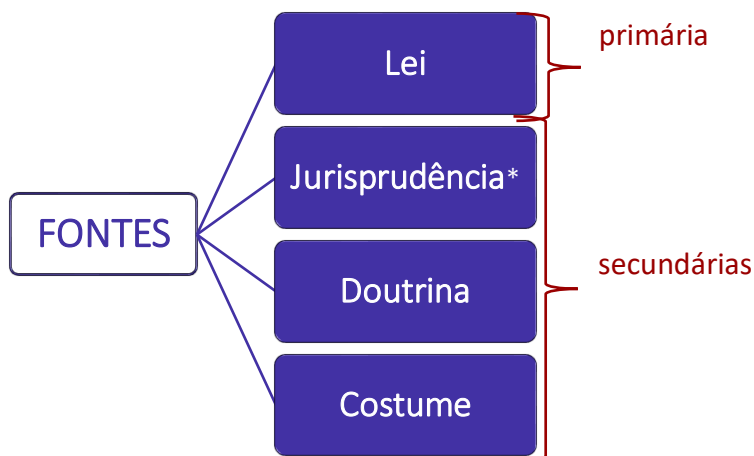 primária
Lei
Jurisprudência*
FONTES
secundárias
Doutrina
Costume